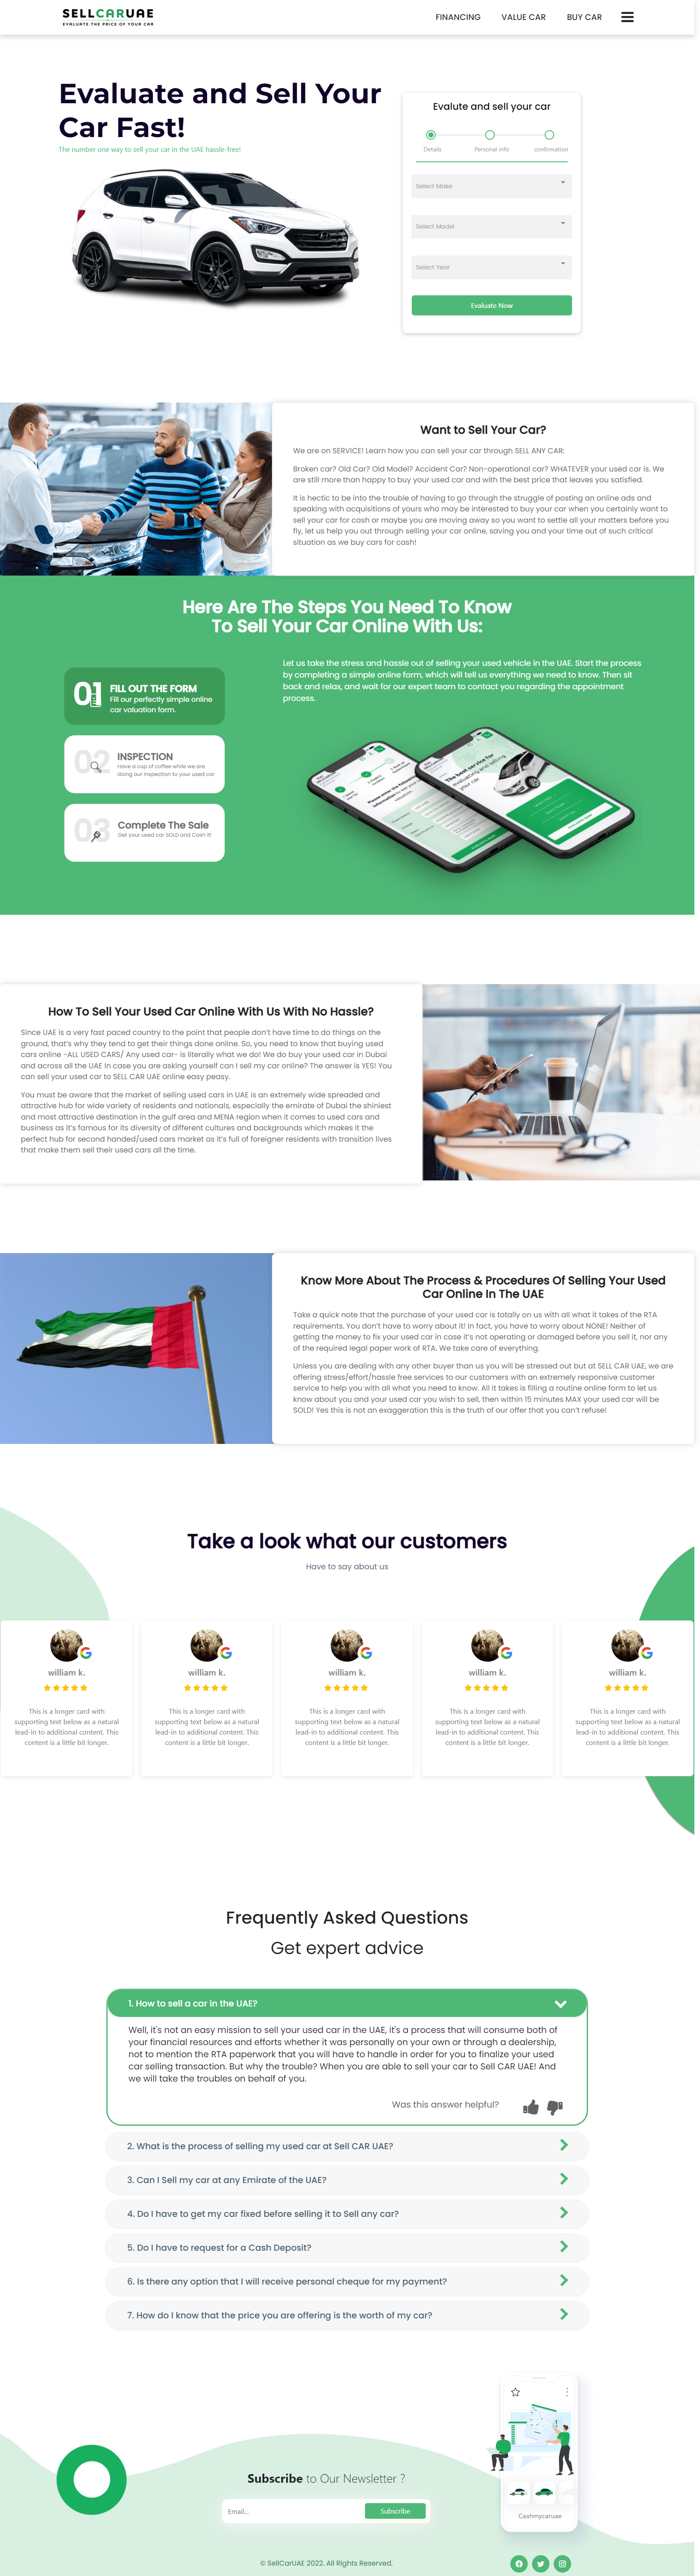 SELLCARUAE
EVALUATE THE PRICE OF YOUR CAR
FINANCING VALUE CAR BUY CAR
Evaluate and Sell Your
Car Fast!
The number one way to sell your car in the UAE hassle-free!
Evalute and sell your car
Details Personal info confirmation
Select Make
Select Model
Select Year
Evaluate Now
Want to Sell Your Car?
We are on SERVICE! Learn how you can sell your car through SELL ANY CAR:
Broken car? Old Car? Old Model? Accident Car? Non-operational car? WHATEVER your used car is. We
are still more than happy to buy your used car and with the best price that leaves you satisfied.
It is hectic to be into the trouble of having to go through the struggle of posting an online ads and
speaking with acquisitions of yours who may be interested to buy your car when you certainly want to
sell your car for cash or maybe you are moving away so you want to settle all your matters before you
fly, let us help you out through selling your car online, saving you and your time out of such critical
situation as we buy cars for cash!
Here Are The Steps You Need To Know
To Sell Your Car Online With Us:
Let us take the stress and hassle out of selling your used vehicle in the UAE. Start the process
by completing a simple online form, which will tell us everything we need to know. Then sit
back and relax, and wait for our expert team to contact you regarding the appointment
process.
01 FILL OUT THE FORM
Fill our perfectly simple online
car valuation form.
02 INSPECTION
Have a cup of coffee while we are
doing our inspection to your used car
03 Complete The Sale
Get your used car SOLD and Cash it!
The best service for
evaluating and selling
your car
How To Sell Your Used Car Online With Us With No Hassle?
Since UAE is a very fast paced country to the point that people don't have time to do things on the
ground, that's why they tend to get their things done online. So, you need to know that buying used
cars online -ALL USED CARS/ Any used car- is literally what we do! We do buy your used car in Dubai
and across all the UAE In case you are asking yourself can I sell my car online? The answer is YES! You
can sell your used car to SELL CAR UAE online easy peasy.
You must be aware that the market of selling used cars in UAE is an extremely wide spreaded and
attractive hub for wide variety of residents and nationals, especially the emirate of Dubai the shiniest
and most attractive destination in the gulf area and MENA region when it comes to used cars and
business as it's famous for its diversity of different cultures and backgrounds which makes it the
perfect hub for second handed/used cars market as it's full of foreigner residents with transition lives
that make them sell their used cars all the time.
Know More About The Process & Procedures Of Selling Your Used
Car Online In The UAE
Take a quick note that the purchase of your used car is totally on us with all what it takes of the RTA
requirements. You don't have to worry about it! In fact, you have to worry about NONE! Neither of
getting the money to fix your used car in case it's not operating or damaged before you sell it, nor any
of the required legal paper work of RTA. We take care of everything.
Unless you are dealing with any other buyer than us you will be stressed out but at SELL CAR UAE, we are
offering stress/effort/hassle free services to our customers with an extremely responsive customer
service to help you with all what you need to know. All it takes is filling a routine online form to let us
know about you and your used car you wish to sell, then within 15 minutes MAX your used car will be
SOLD! Yes this is not an exaggeration this is the truth of our offer that you can't refuse!
Take a look what our customers
Have to say about us
william k. william k. william k. william k. william k.
This is a longer card with
supporting text below as a natural
lead-in to additional content. This
content is a little bit longer.
This is a longer card with
supporting text below as a natural
lead-in to additional content. This
content is a little bit longer.
This is a longer card with
supporting text below as a natural
lead-in to additional content. This
content is a little bit longer.
This is a longer card with
supporting text below as a natural
lead-in to additional content. This
content is a little bit longer.
This is a longer card with
supporting text below as a natural
lead-in to additional content. This
content is a little bit longer.
Frequently Asked Questions
Get expert advice
1. How to sell a car in the UAE?
Well, it's not an easy mission to sell your used car in the UAE, it's a process that will consume both of
your financial resources and efforts whether it was personally on your own or through a dealership,
not to mention the RTA paperwork that you will have to handle in order for you to finalize your used
car selling transaction. But why the trouble? When you are able to sell your car to Sell CAR UAE! And
we will take the troubles on behalf of you.
Was this answer helpful?
2. What is the process of selling my used car at Sell CAR UAE?
3. Can I Sell my car at any Emirate of the UAE?
4. Do I have to get my car fixed before selling it to Sell any car?
5. Do I have to request for a Cash Deposit?
6. Is there any option that I will receive personal cheque for my payment?
7. How do I know that the price you are offering is the worth of my car?
Subscribe to Our Newsletter ?
Email...
Subscribe
Cashmycaruae
© SellCarUAE 2022. All Rights Reserved.